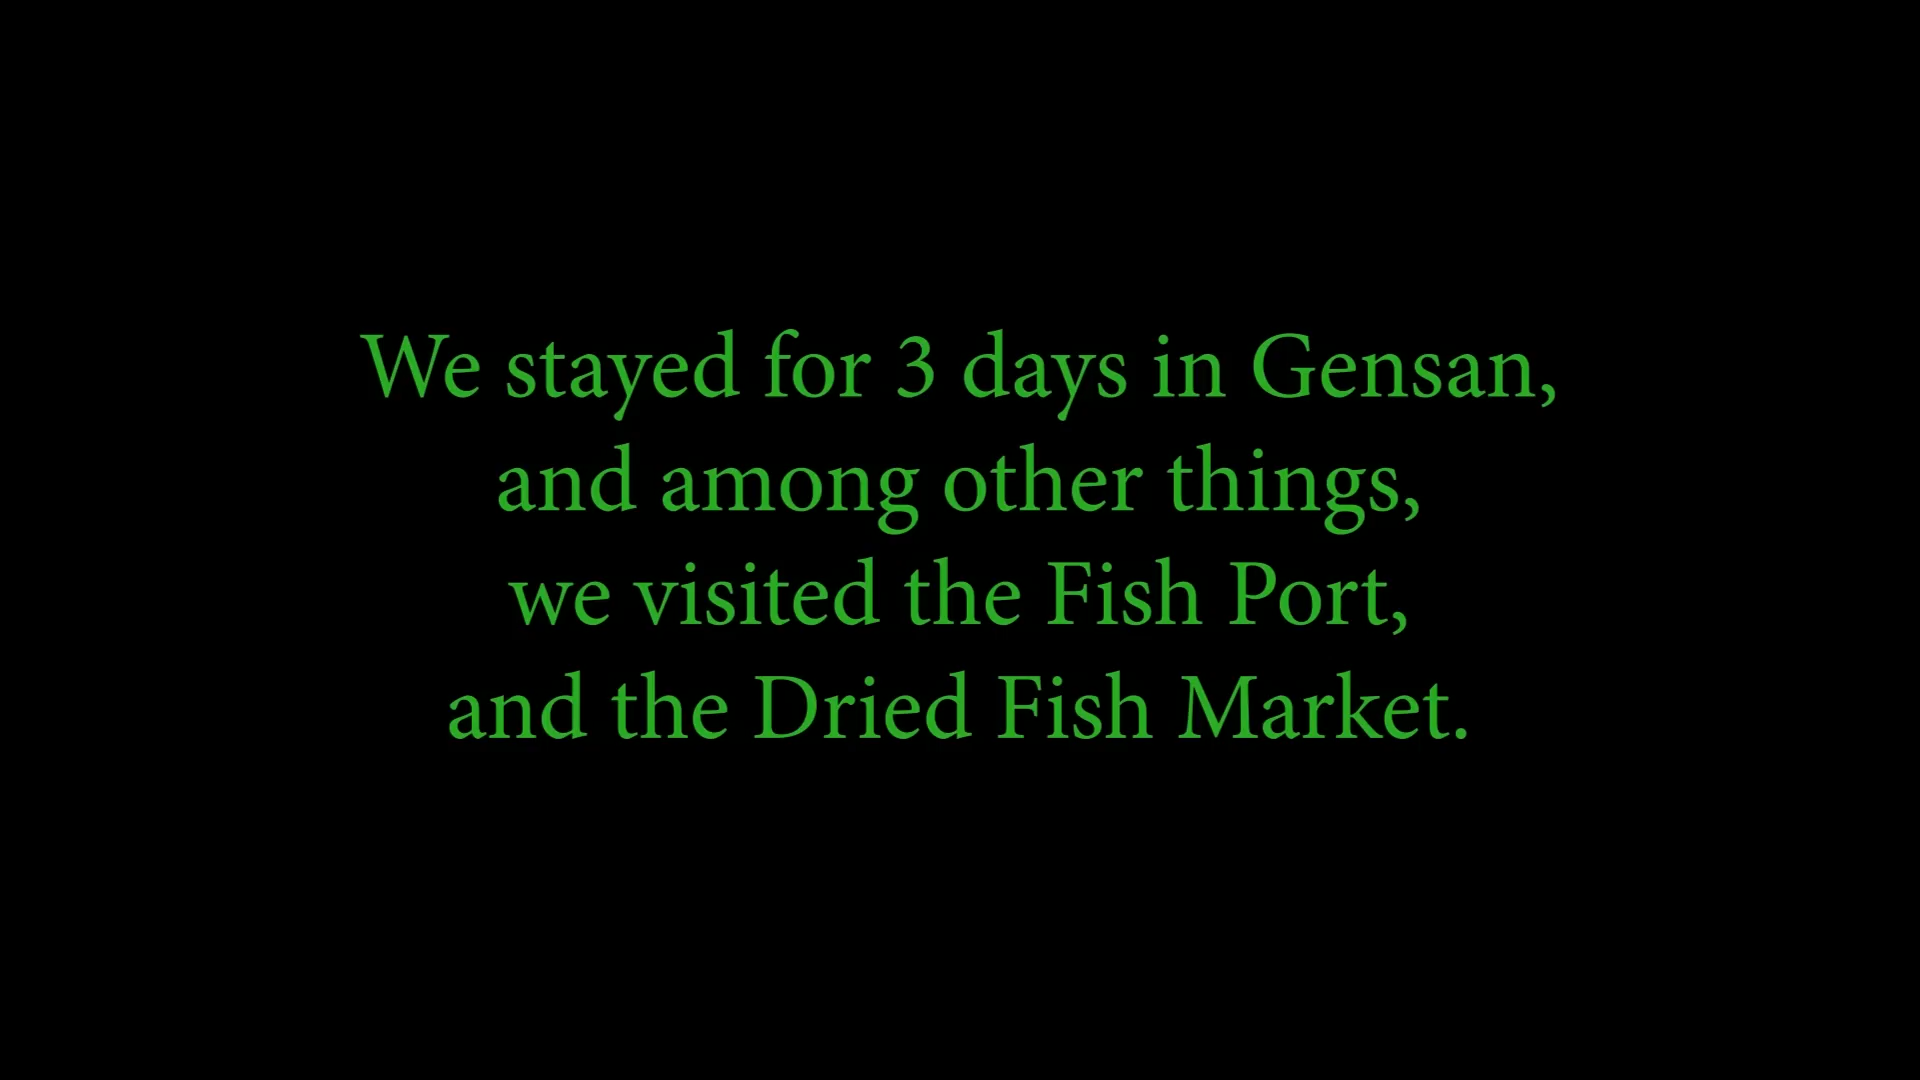 We stayed for 3 days in Gensan,
and among other things,
we visited the Fish Port,
and the Dried Fish Market.